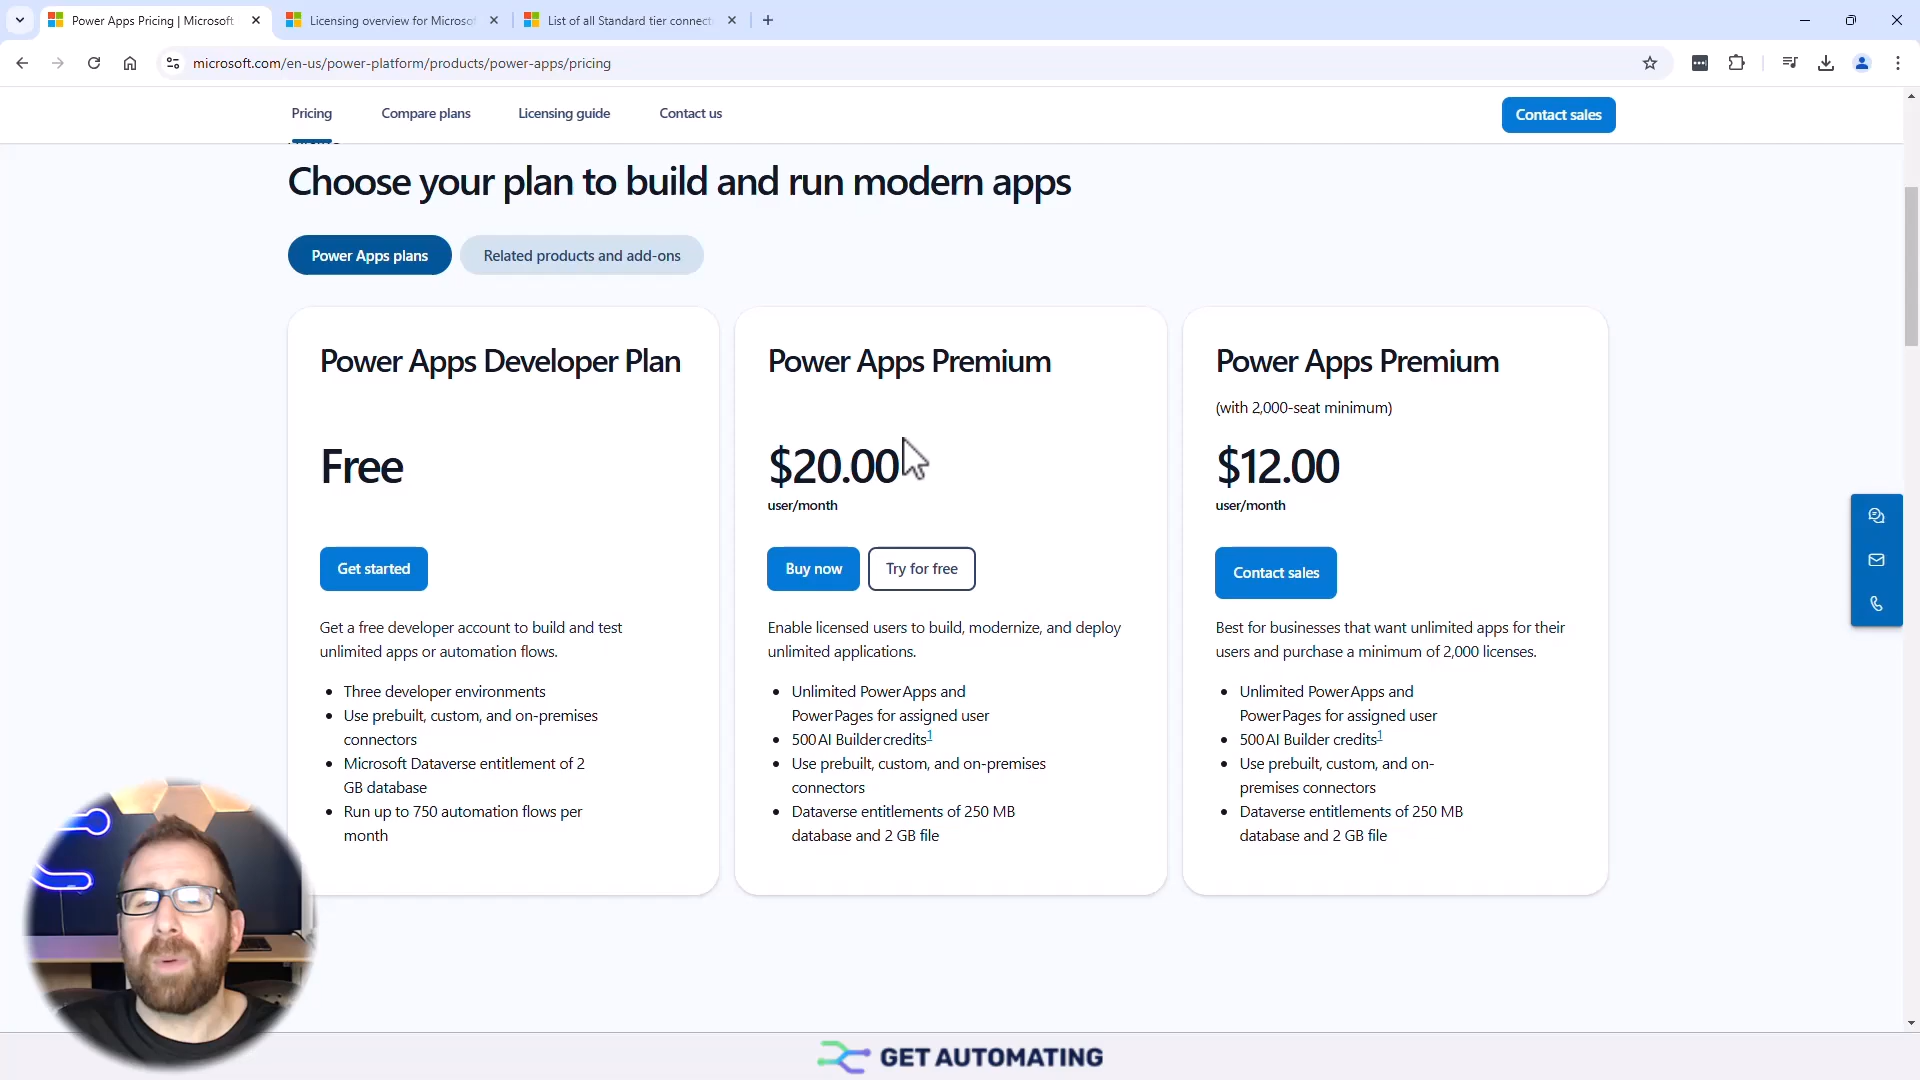 Power Apps Pricing | Microsoft
Licensing overview for Microso
List of all Standard tier connect
microsoft.com/en-us/power-platform/products/power-apps/pricing
Pricing
Compare plans
Licensing guide
Contact us
Contact sales
Choose your plan to build and run modern apps
Power Apps plans
Related products and add-ons
Power Apps Developer Plan
Free
Get started
Get a free developer account to build and test
unlimited apps or automation flows.
• Three developer environments
• Use prebuilt, custom, and on-premises
connectors
• Microsoft Dataverse entitlement of 2
GB database
• Run up to 750 automation flows per
month
Power Apps Premium
$20.00
user/month
Buy now
Try for free
Enable licensed users to build, modernize, and deploy
unlimited applications.
• Unlimited Power Apps and
Power Pages for assigned user
• 500 AI Builder credits1
• Use prebuilt, custom, and on-premises
connectors
• Dataverse entitlements of 250 MB
database and 2 GB file
Power Apps Premium
(with 2,000-seat minimum)
$12.00
user/month
Contact sales
Best for businesses that want unlimited apps for their
users and purchase a minimum of 2,000 licenses.
• Unlimited Power Apps and
Power Pages for assigned user
• 500 AI Builder credits1
• Use prebuilt, custom, and on-
premises connectors
• Dataverse entitlements of 250 MB
database and 2 GB file
GET AUTOMATING